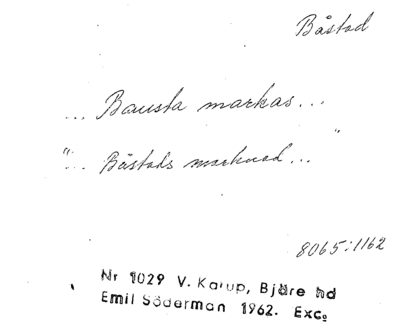 Båstad
... Bausta markas...
"... Båstads marknad... "
8065:1162
Nr 1029 V. Karup, Bjäre hd
Emil Söderman 1962. Exc.